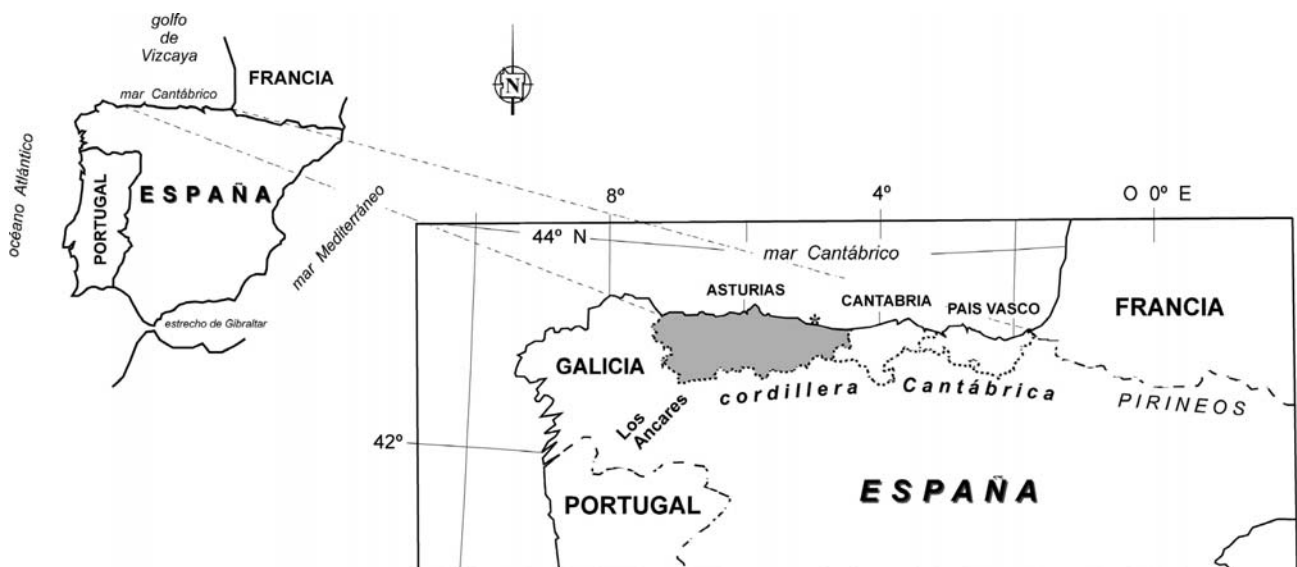 golfo
de
Vizcaya
FRANCIA
mar Cantábrico
océano Atlántico
ESPAÑA
PORTUGAL
mar Mediterráneo
estrecho de Gibraltar
N
8º
4º
O 0º E
44º N
mar Cantábrico
ASTURIAS
*
CANTABRIA
PAIS VASCO
FRANCIA
GALICIA
cordillera Cantábrica
PIRINEOS
Los
Ancares
42º
PORTUGAL
ESPAÑA